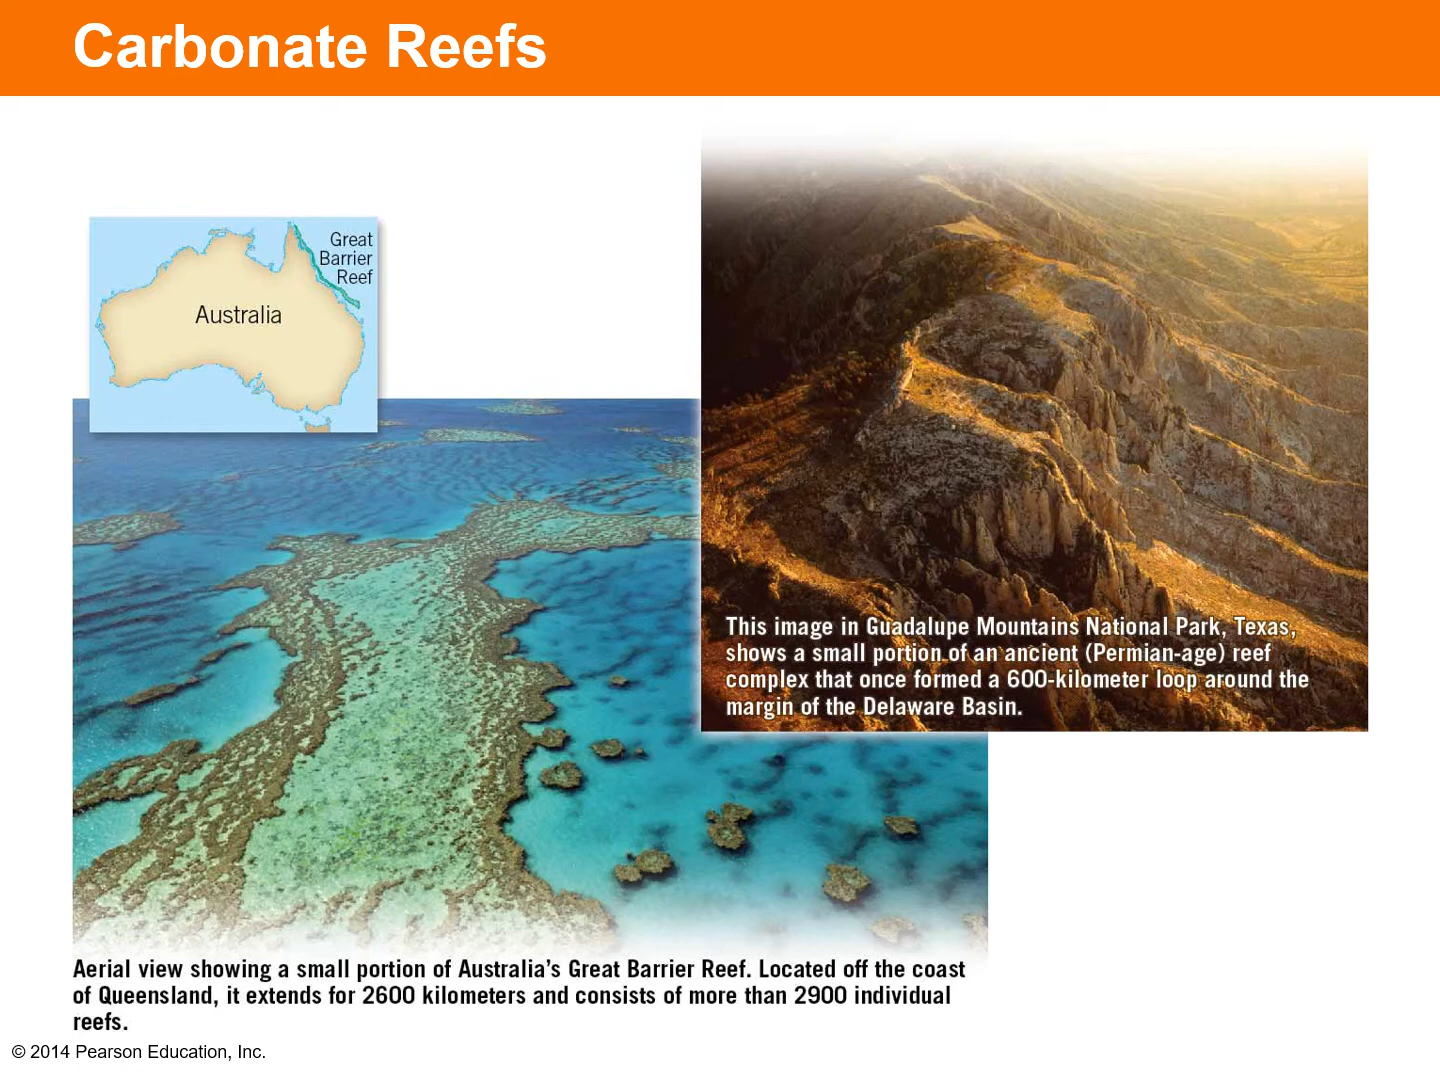 Carbonate Reefs
Great
Barrier
Reef
Australia
This image in Guadalupe Mountains National Park, Texas,
shows a small portion of an ancient (Permian-age) reef
complex that once formed a 600-kilometer loop around the
margin of the Delaware Basin.
Aerial view showing a small portion of Australia’s Great Barrier Reef. Located off the coast
of Queensland, it extends for 2600 kilometers and consists of more than 2900 individual
reefs.
© 2014 Pearson Education, Inc.